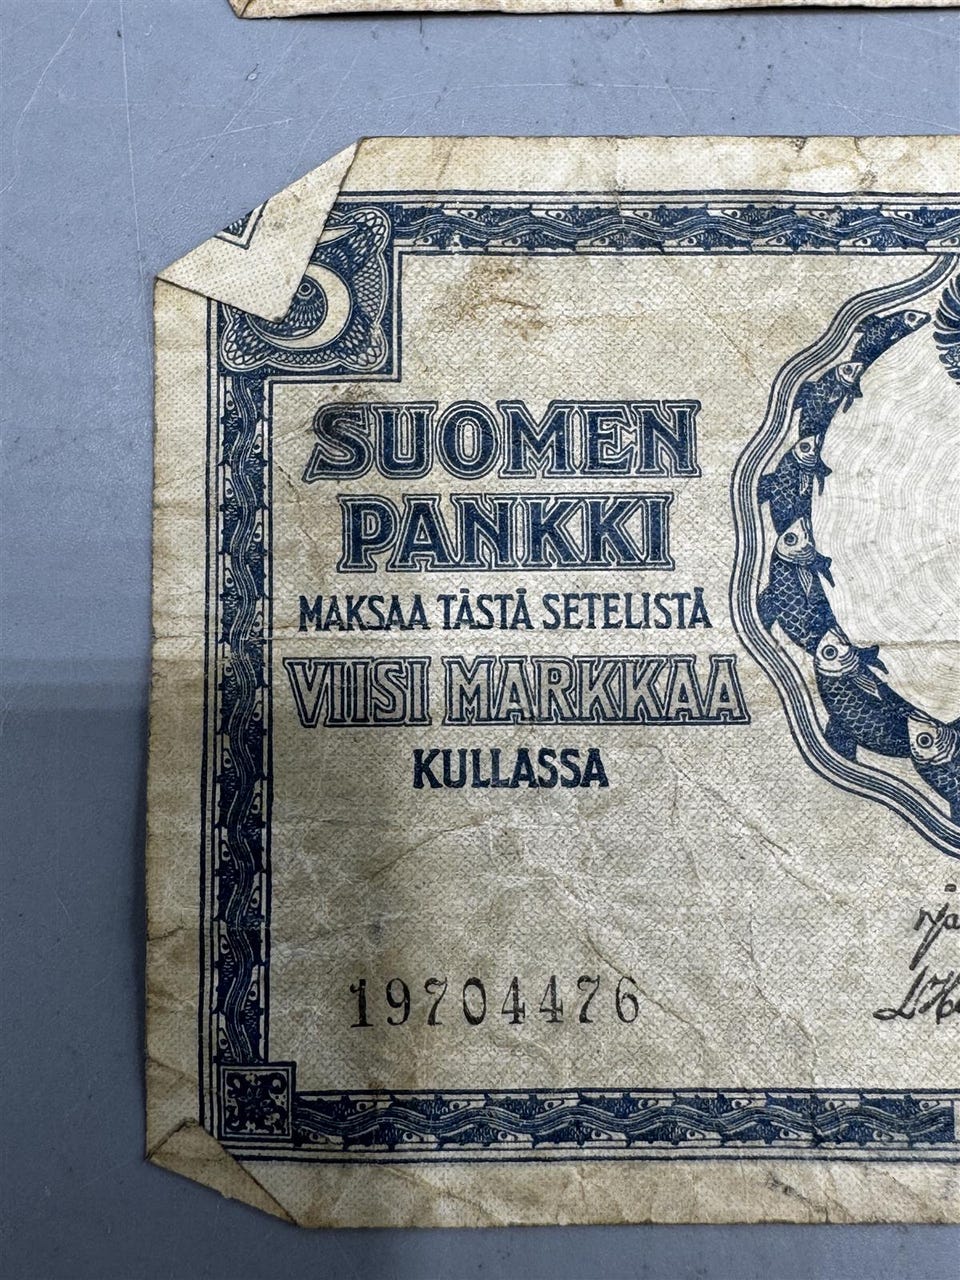 SUOMEN
PANKKI
MAKSAA TÄSTÄ SETELISTÄ
VIISI MARKKAA
KULLASSA
19704476